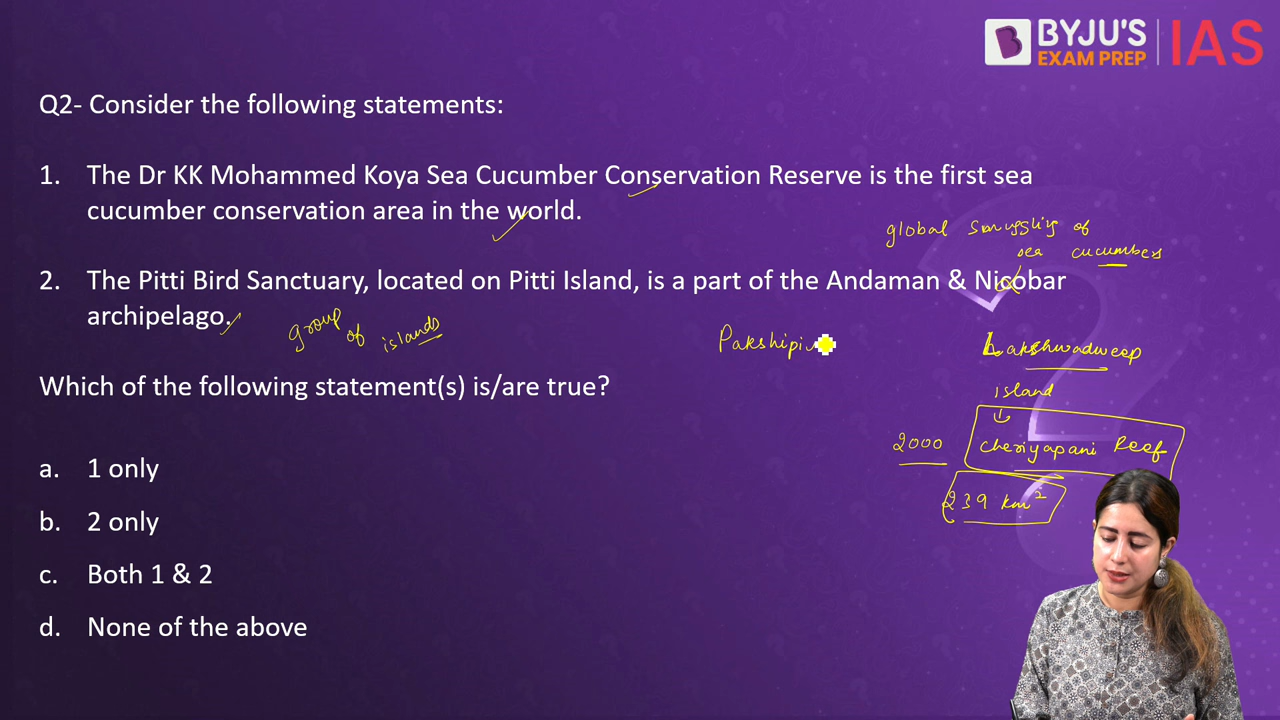 BYJU'S
EXAM PREP
IAS
Q2- Consider the following statements:
1. The Dr KK Mohammed Koya Sea Cucumber Conservation Reserve is the first sea
cucumber conservation area in the world.
global smuggling of
sea cucumbers
2. The Pitti Bird Sanctuary, located on Pitti Island, is a part of the Andaman & Nicobar
archipelago.
group of islands
Pakshipi
Lakshwadweep
island
Which of the following statement(s) is/are true?
2000 Cheriyapani Reef
239 km²
a. 1 only
b. 2 only
c. Both 1 & 2
d. None of the above